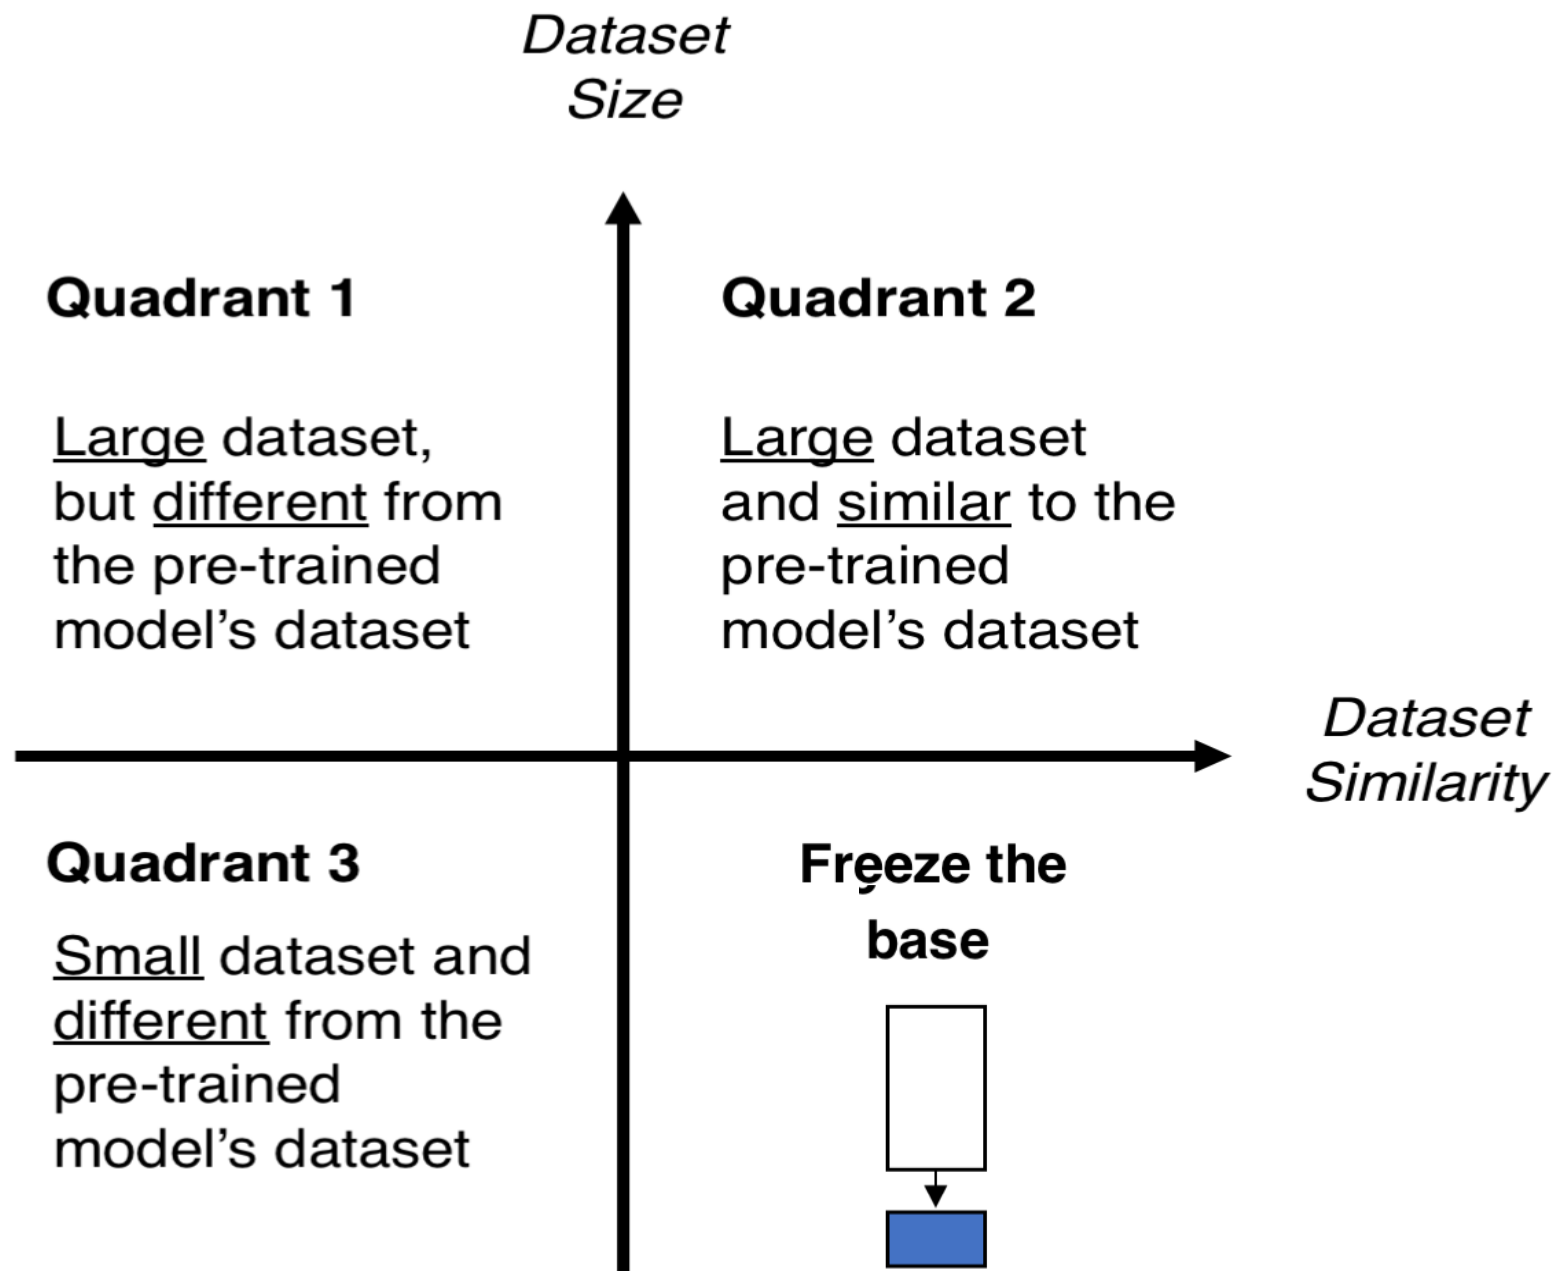 Dataset
Size
Quadrant 1
Quadrant 2
Large dataset,
but different from
the pre-trained
model's dataset
Large dataset
and similar to the
pre-trained
model's dataset
Dataset
Similarity
Quadrant 3
Small dataset and
different from the
pre-trained
model's dataset
Freeze the
base